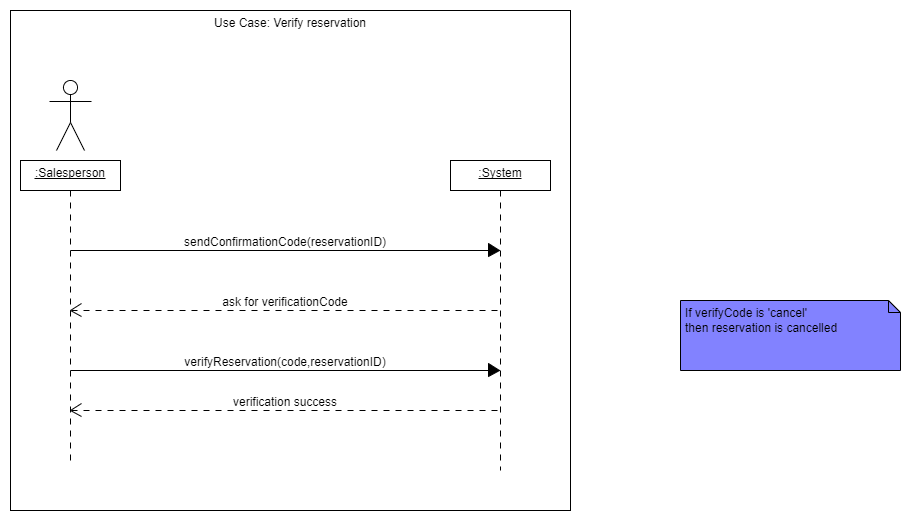 Use Case: Verify reservation
:Salesperson
:System
sendConfirmationCode(reservationID)
ask for verificationCode
If verifyCode is 'cancel'
then reservation is cancelled
verifyReservation(code,reservationID)
verification success